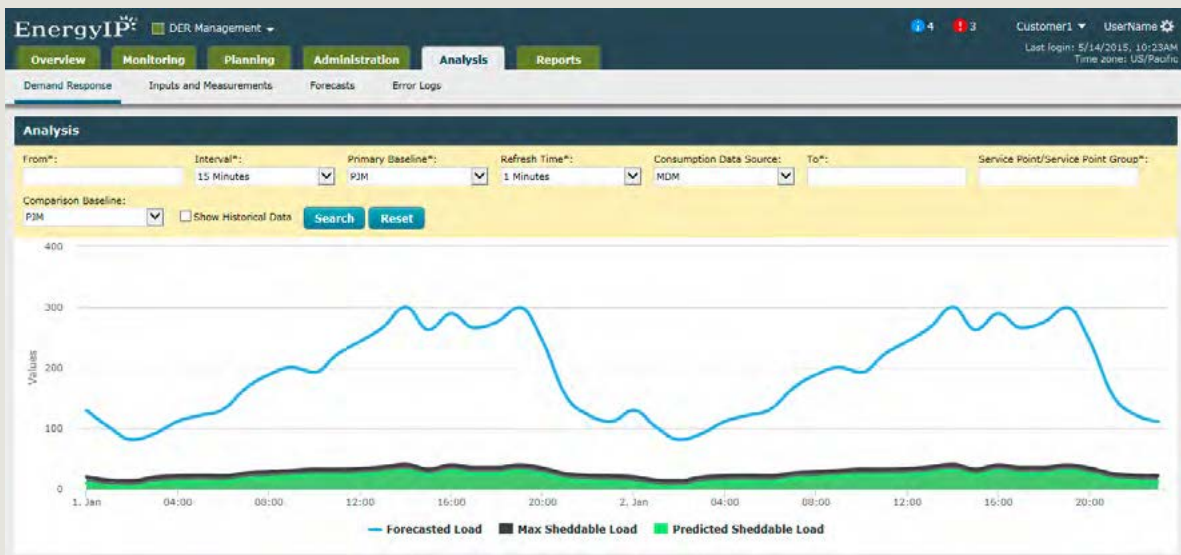 EnergyIP DER Management 4 3 Customer1 UserName
Last login: 5/14/2015, 10:23AM
Time zone: US/Pacific
Overview Monitoring Planning Administration Analysis Reports
Demand Response Inputs and Measurements Forecasts Error Logs
Analysis
From*: Interval*: Primary Baseline*: Refresh Time*: Consumption Data Source: To*: Service Point/Service Point Group*:
15 Minutes PJM 1 Minutes MDM
Comparison Baseline:
PJM Show Historical Data Search Reset
400
300
Values
200
100
0
1. Jan 04:00 08:00 12:00 16:00 20:00 2. Jan 04:00 08:00 12:00 16:00 20:00
Forecasted Load Max Sheddable Load Predicted Sheddable Load